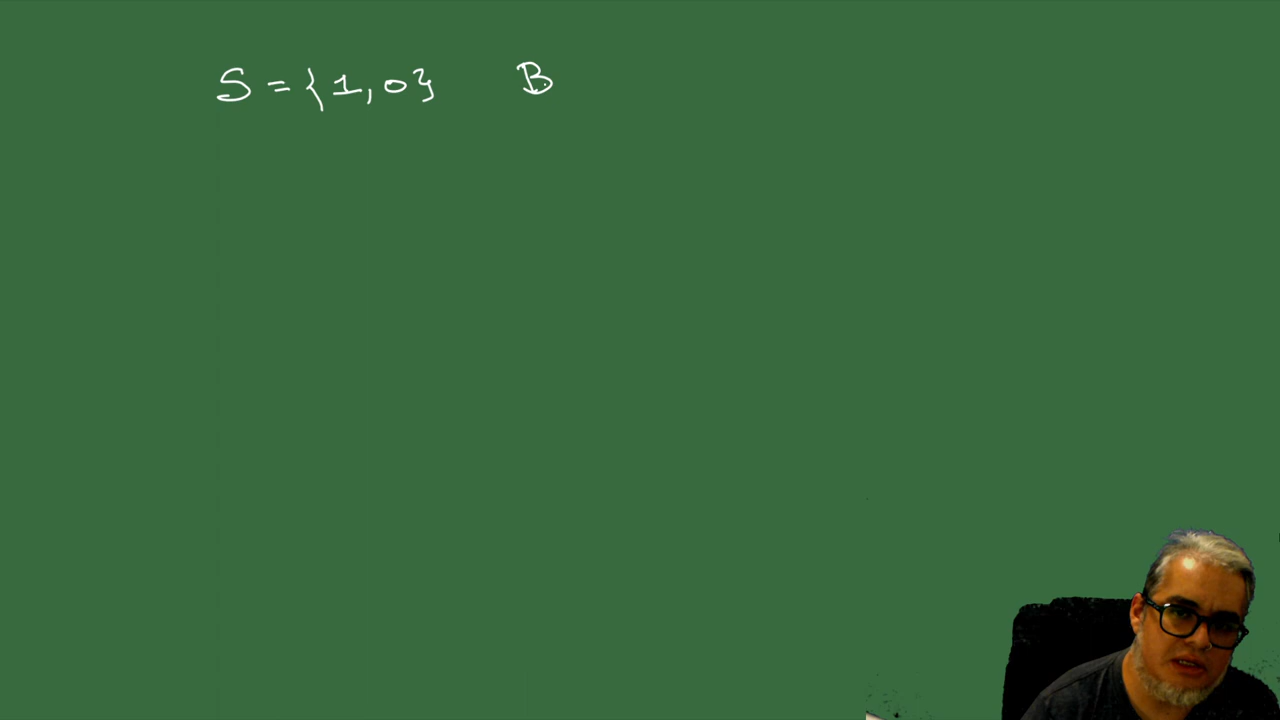 S = {1, 0} B